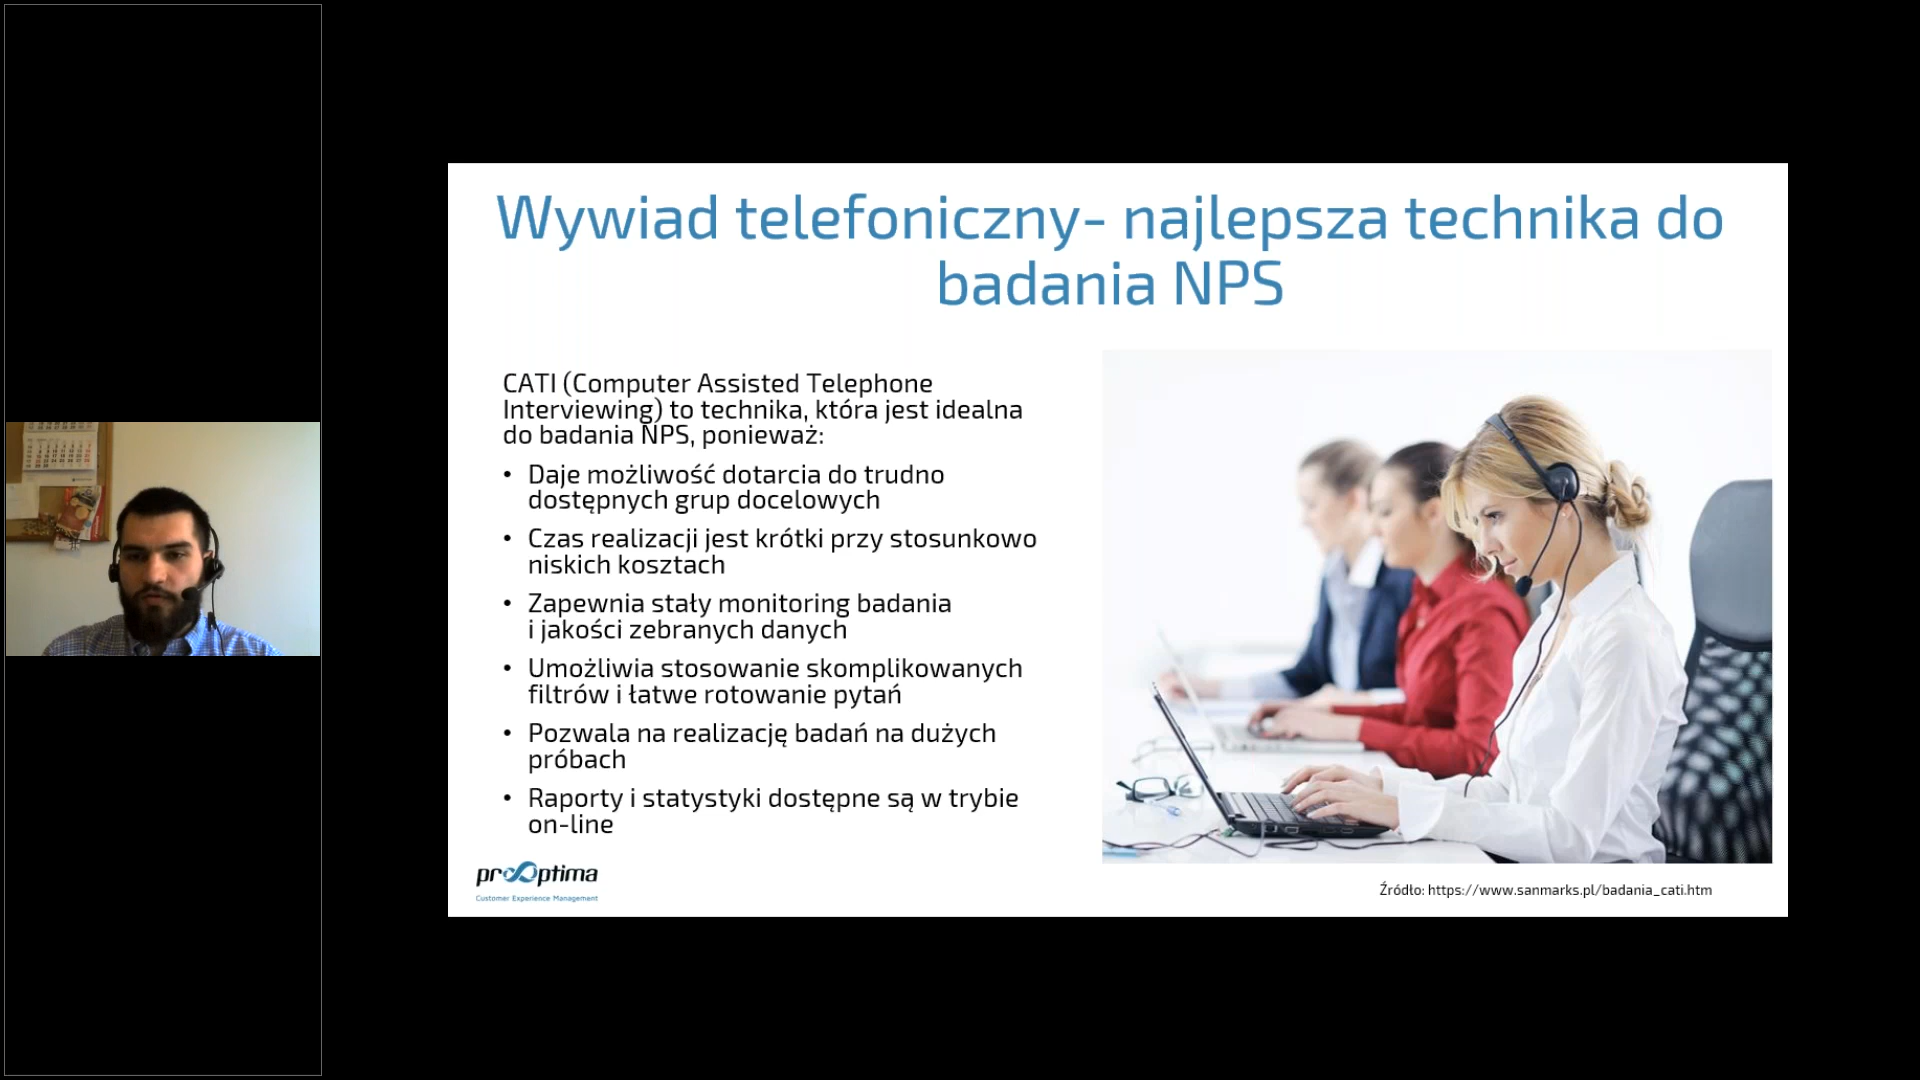 Wywiad telefoniczny- najlepsza technika do
badania NPS
CATI (Computer Assisted Telephone
Interviewing) to technika, która jest idealna
do badania NPS, ponieważ:
• Daje możliwość dotarcia do trudno
dostępnych grup docelowych
• Czas realizacji jest krótki przy stosunkowo
niskich kosztach
• Zapewnia stały monitoring badania
i jakości zebranych danych
• Umożliwia stosowanie skomplikowanych
filtrów i łatwe rotowanie pytań
• Pozwala na realizację badań na dużych
próbach
• Raporty i statystyki dostępne są w trybie
on-line
proOptima
Customer Experience Management
Źródło: https://www.sanmarks.pl/badania_cati.htm